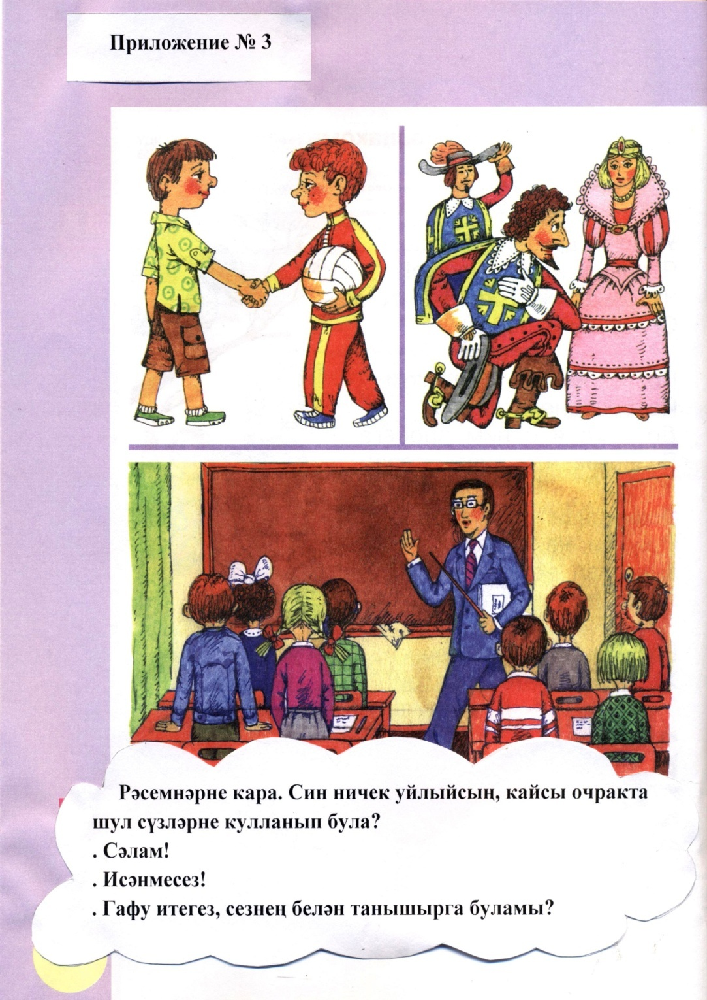 Приложение № 3
Рәсемнәрне кара. Син ничек уйлыйсың, кайсы очракта
шул сүзләрне кулланып була?
. Сәлам!
. Исәнмесез!
. Гафу итегез, сезнең белән танышырга буламы?